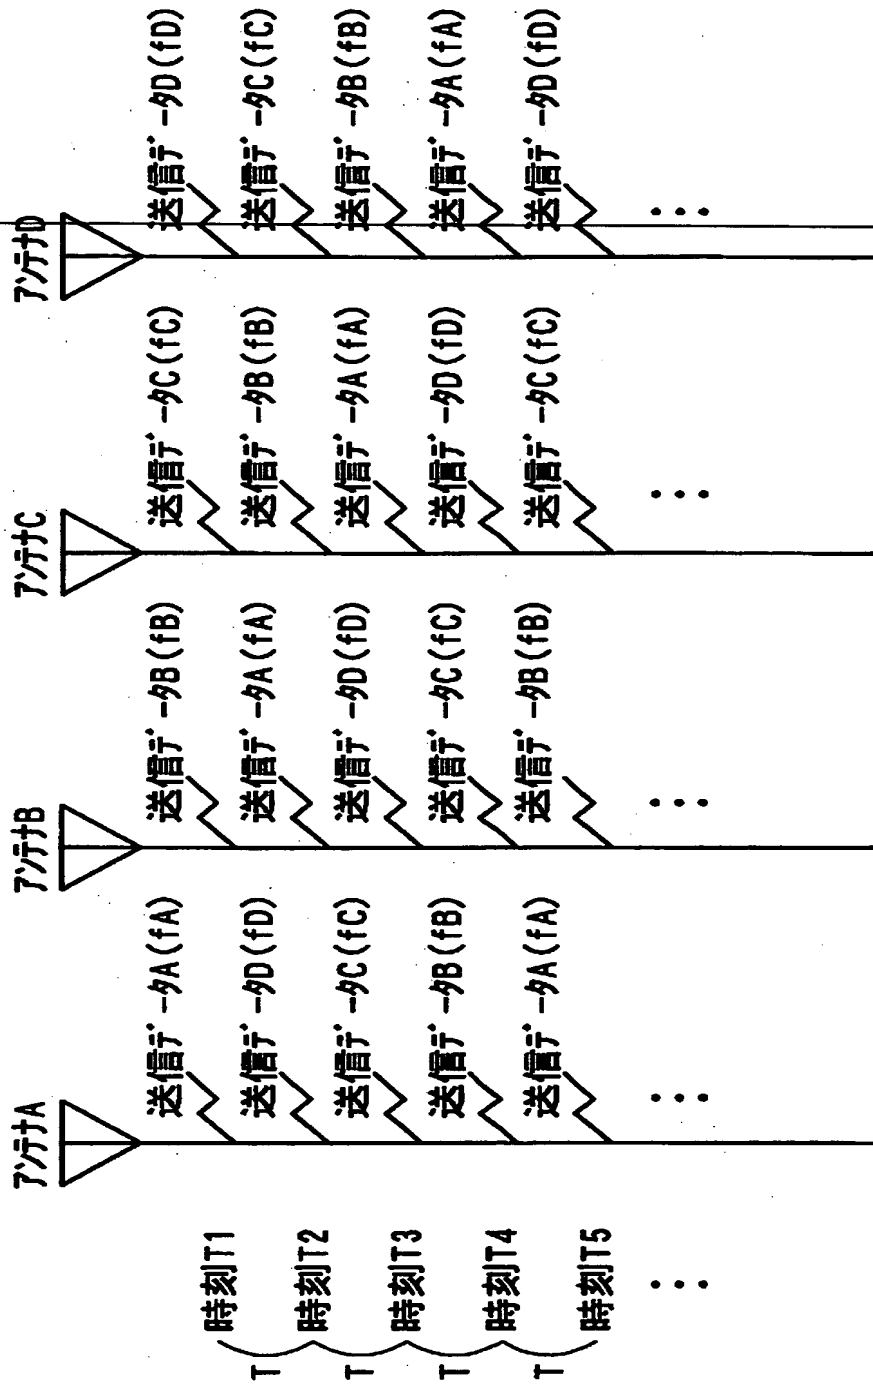 アンテナA
アンテナB
アンテナC
アンテナD
時刻T1
送信データA(fA)
送信データB(fB)
送信データC(fC)
送信データD(fD)
T
時刻T2
送信データD(fD)
送信データA(fA)
送信データB(fB)
送信データC(fC)
T
時刻T3
送信データC(fC)
送信データD(fD)
送信データA(fA)
送信データB(fB)
T
時刻T4
送信データB(fB)
送信データC(fC)
送信データD(fD)
送信データA(fA)
T
時刻T5
送信データA(fA)
送信データB(fB)
送信データC(fC)
送信データD(fD)